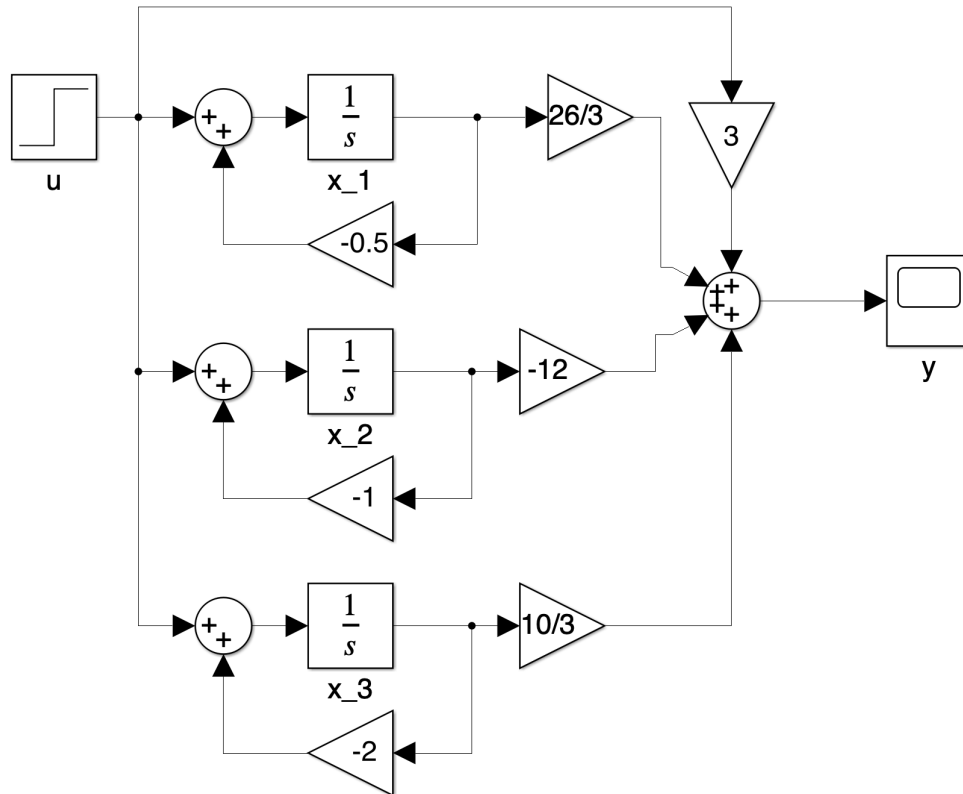 u
+
+
1
s
x_1
26/3
3
-0.5
+
+
1
s
x_2
-12
+
+
+
+
y
-1
+
+
1
s
x_3
10/3
-2